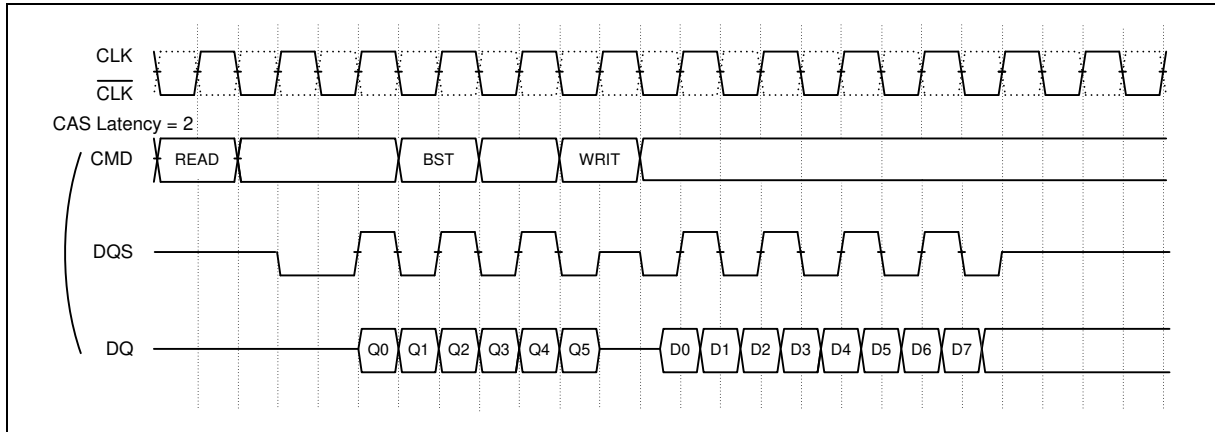 CLK
CLK
CAS Latency = 2
CMD READ BST WRIT
DQS
DQ Q0 Q1 Q2 Q3 Q4 Q5 D0 D1 D2 D3 D4 D5 D6 D7